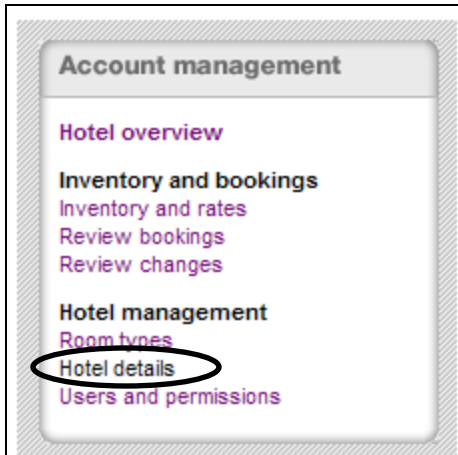 Account management
Hotel overview
Inventory and bookings
Inventory and rates
Review bookings
Review changes
Hotel management
Room types
Hotel details
Users and permissions